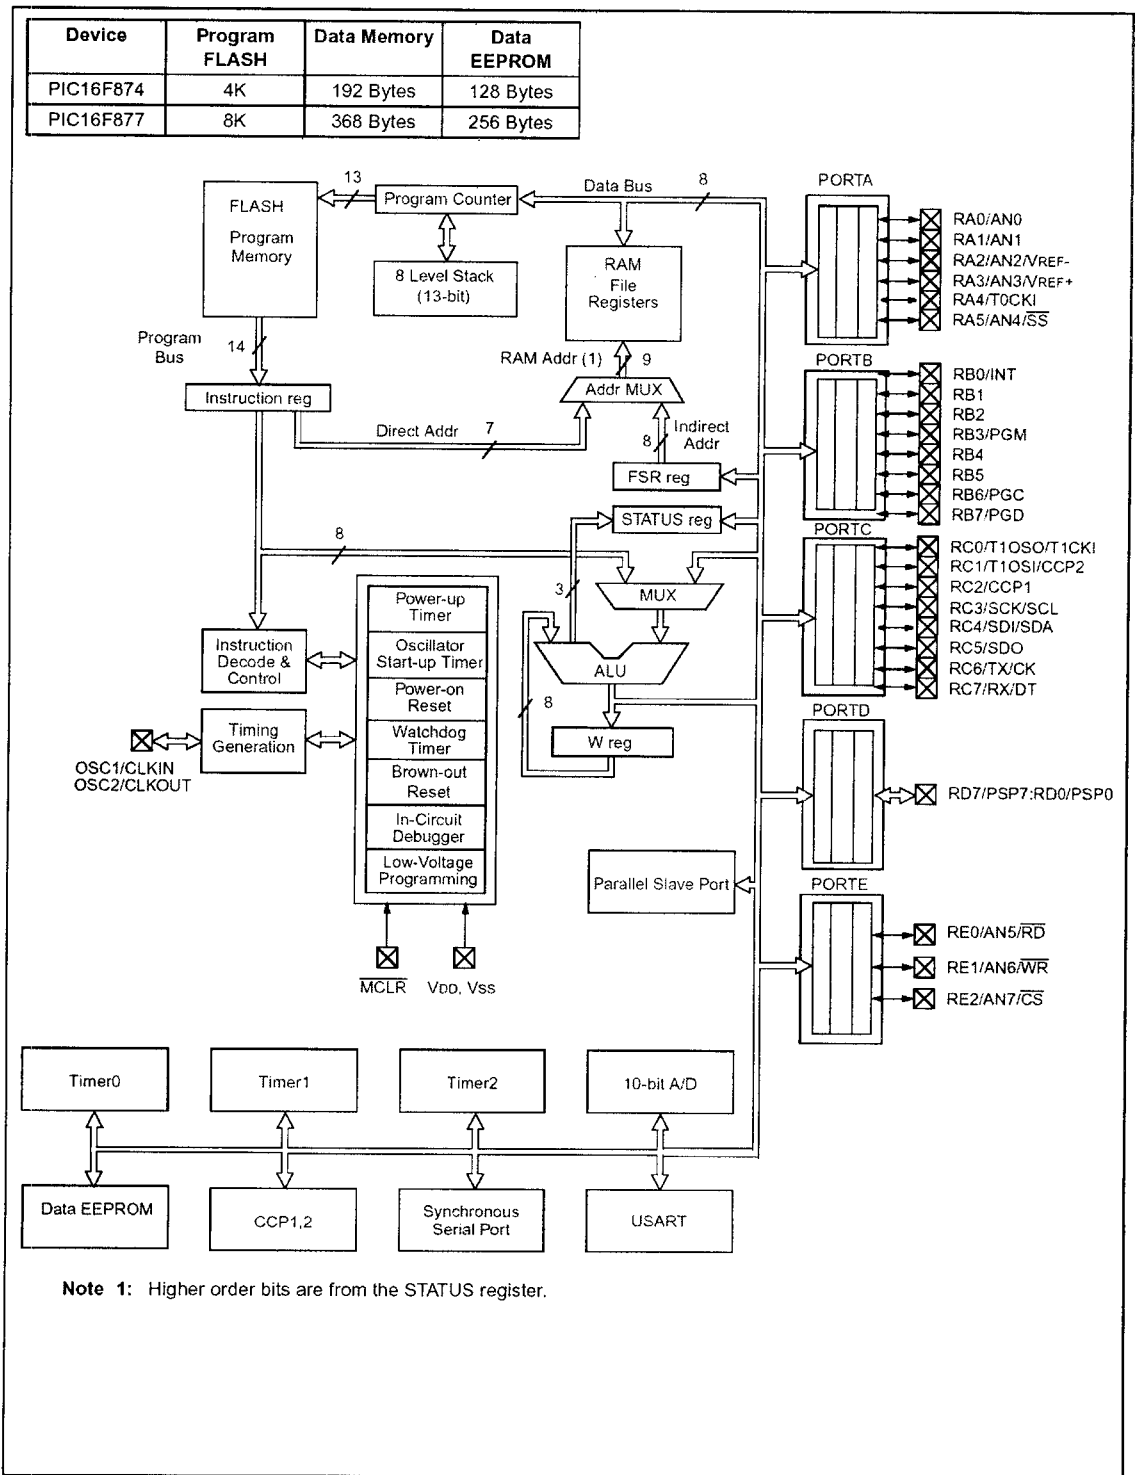 Device Program FLASH Data Memory Data EEPROM
PIC16F874 4K 192 Bytes 128 Bytes
PIC16F877 8K 368 Bytes 256 Bytes
FLASH
Program
Memory
13
Program Counter
8 Level Stack
(13-bit)
Data Bus
8
RAM
File
Registers
Program
Bus
14
RAM Addr (1)
9
Addr MUX
Instruction reg
Direct Addr
7
8
Indirect
Addr
FSR reg
STATUS reg
8
3
MUX
ALU
8
W reg
Instruction
Decode &
Control
Timing
Generation
OSC1/CLKIN
OSC2/CLKOUT
Power-up
Timer
Oscillator
Start-up Timer
Power-on
Reset
Watchdog
Timer
Brown-out
Reset
In-Circuit
Debugger
Low-Voltage
Programming
MCLR
VDD, VSS
Parallel Slave Port
PORTA
RA0/AN0
RA1/AN1
RA2/AN2/VREF-
RA3/AN3/VREF+
RA4/T0CKI
RA5/AN4/SS
PORTB
RB0/INT
RB1
RB2
RB3/PGM
RB4
RB5
RB6/PGC
RB7/PGD
PORTC
RC0/T1OSO/T1CKI
RC1/T1OSI/CCP2
RC2/CCP1
RC3/SCK/SCL
RC4/SDI/SDA
RC5/SDO
RC6/TX/CK
RC7/RX/DT
PORTD
RD7/PSP7:RD0/PSP0
PORTE
RE0/AN5/RD
RE1/AN6/WR
RE2/AN7/CS
Timer0
Timer1
Timer2
10-bit A/D
Data EEPROM
CCP1,2
Synchronous
Serial Port
USART
Note 1: Higher order bits are from the STATUS register.